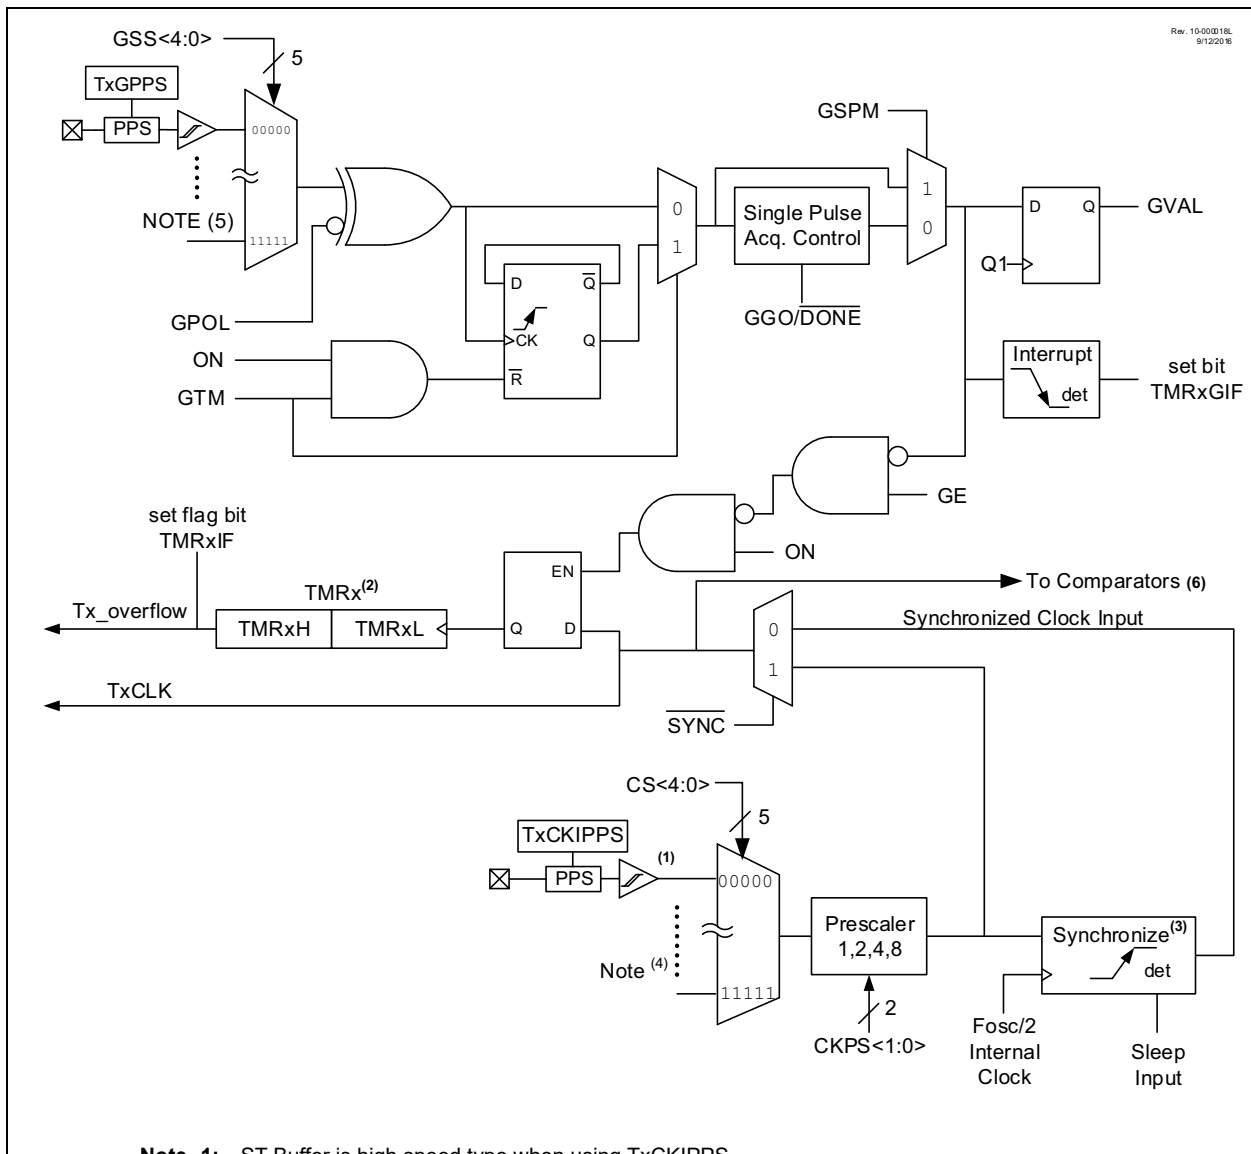 Rev. 10-000018L
9/12/2016
GSS<4:0>
5
TxGPPS
PPS
00000
NOTE (5)
11111
GPOL
ON
GTM
D
Q
CK
Q
R
0
1
Single Pulse
Acq. Control
GGO/DONE
GSPM
1
0
D
Q
GVAL
Q1
Interrupt
det
set bit
TMRxGIF
GE
ON
set flag bit
TMRxIF
Tx_overflow
TMRx(2)
TMRxH
TMRxL
EN
Q
D
TxCLK
To Comparators (6)
0
1
Synchronized Clock Input
SYNC
CS<4:0>
5
TxCKIPPS
PPS
(1)
00000
Note (4)
11111
Prescaler
1,2,4,8
2
CKPS<1:0>
Synchronize(3)
det
Fosc/2
Internal
Clock
Sleep
Input
Note 1: ST Buffer is high speed type when using TxCKIPPS